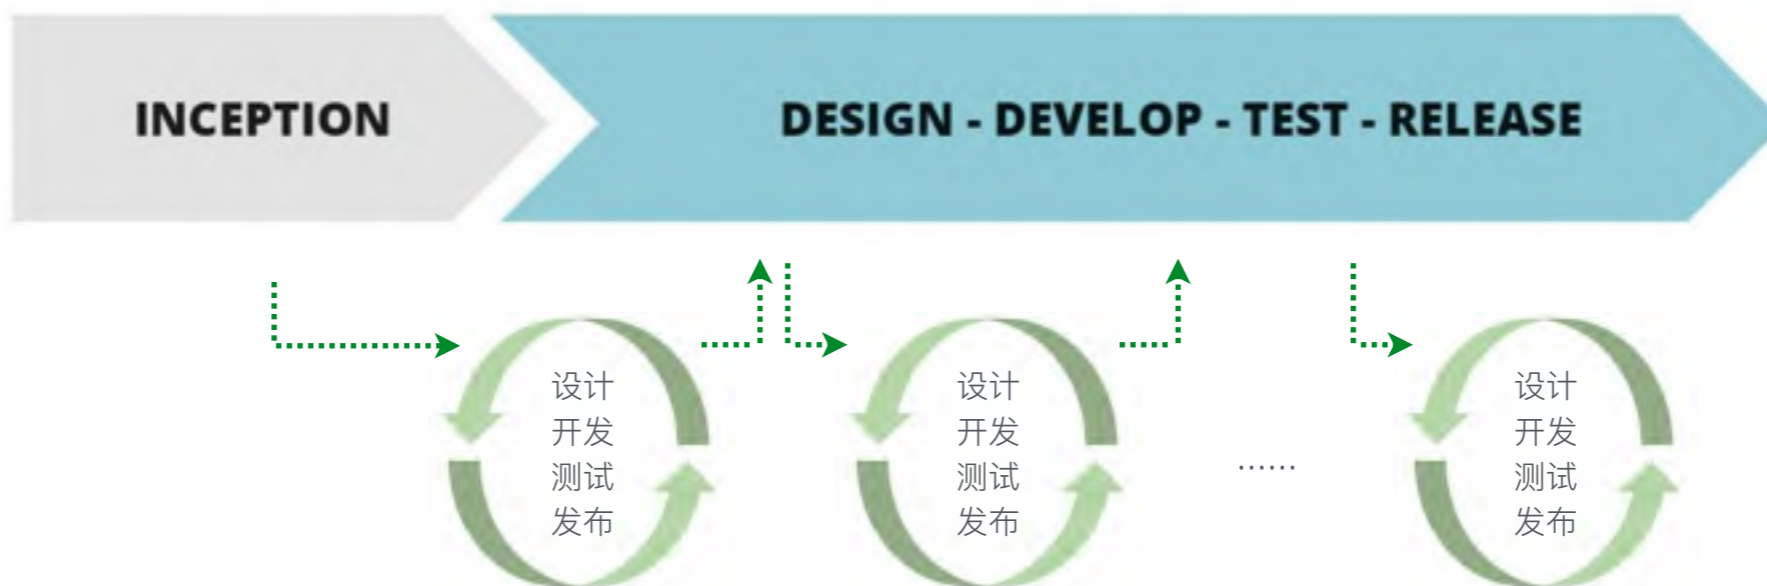 INCEPTION
DESIGN - DEVELOP - TEST - RELEASE
设计
开发
测试
发布
设计
开发
测试
发布
......
设计
开发
测试
发布